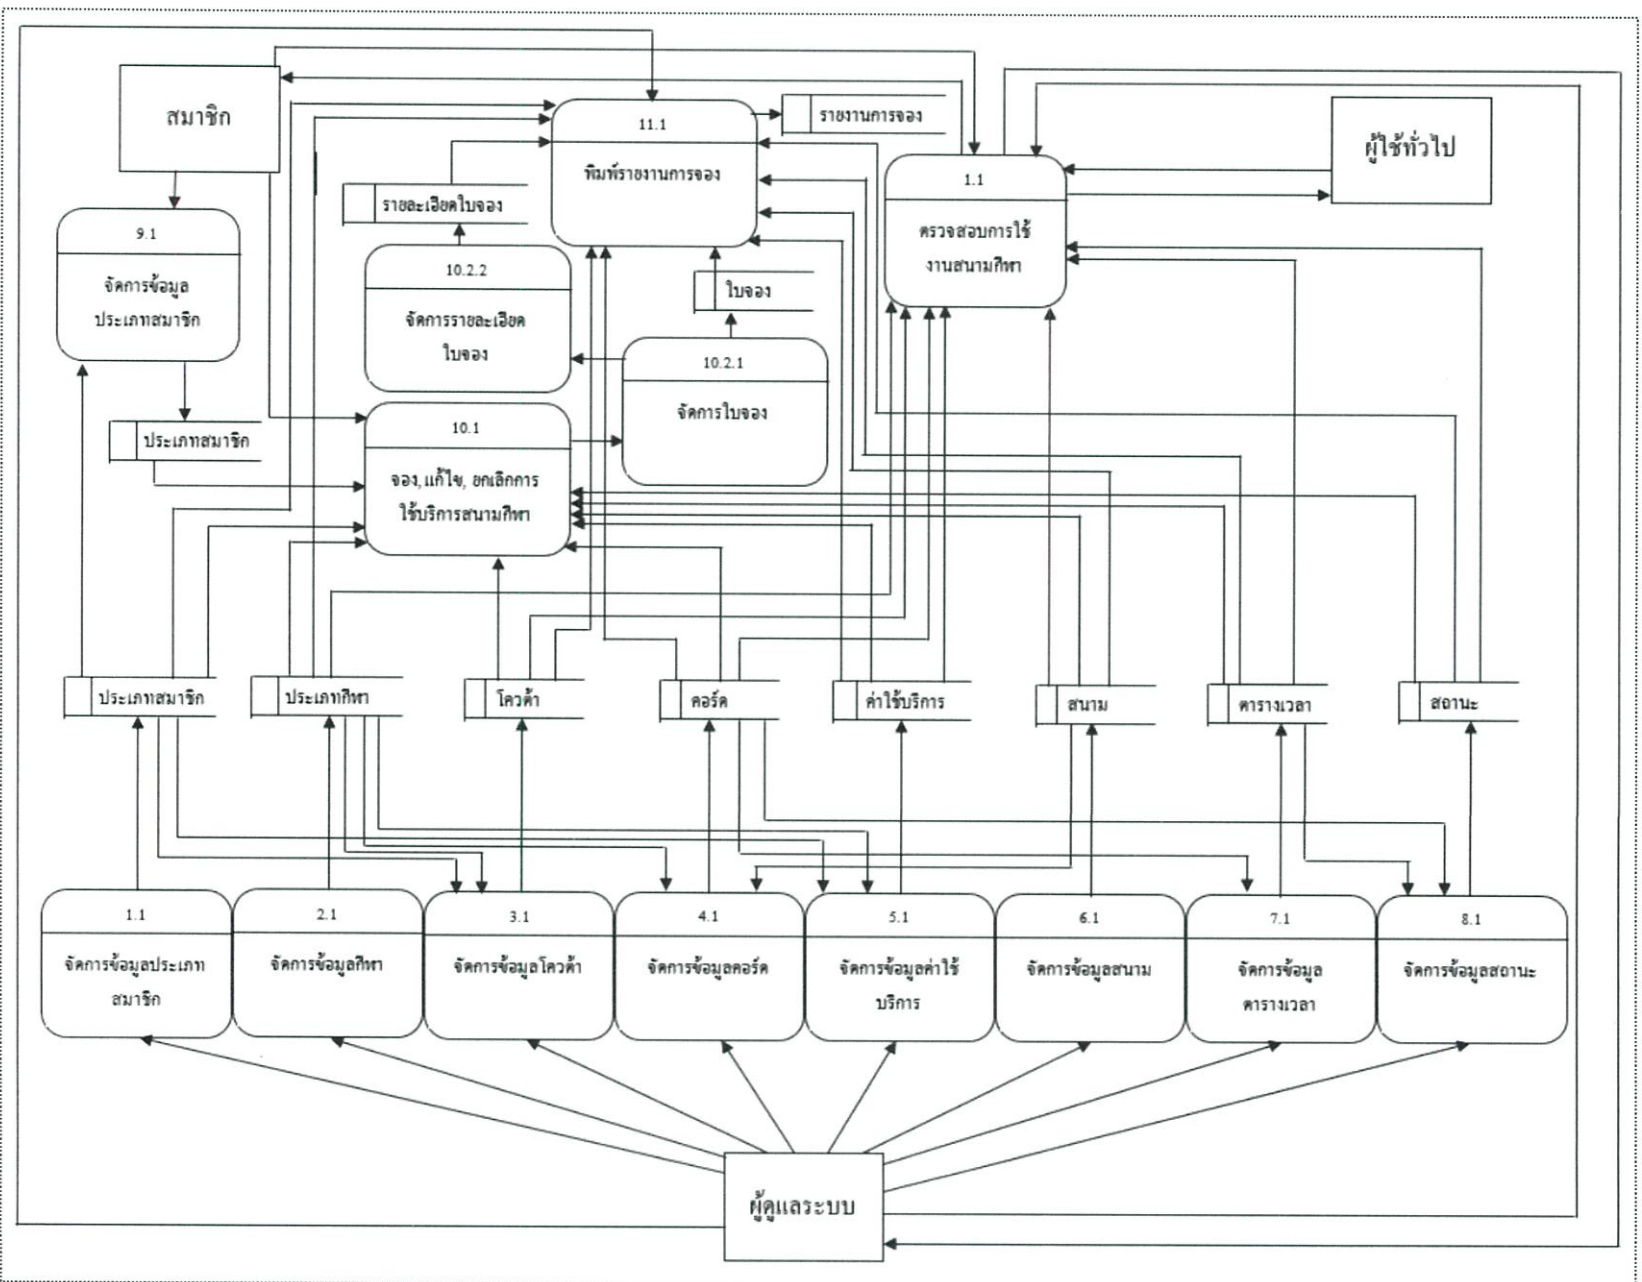 สมาชิก
ผู้ใช้ทั่วไป
รายงานการจอง
11.1
พิมพ์รายงานการจอง
1.1
ตรวจสอบการใช้
งานสนามกีฬา
9.1
จัดการข้อมูล
ประเภทสมาชิก
รายละเอียดใบจอง
10.2.2
จัดการรายละเอียด
ใบจอง
ใบจอง
10.2.1
จัดการใบจอง
ประเภทสมาชิก
10.1
จอง,แก้ไข, ยกเลิกการ
ใช้บริการสนามกีฬา
ประเภทสมาชิก
ประเภทกีฬา
โควต้า
คอร์ด
ค่าใช้บริการ
สนาม
ตารางเวลา
สถานะ
1.1
จัดการข้อมูลประเภท
สมาชิก
2.1
จัดการข้อมูลกีฬา
3.1
จัดการข้อมูลโควต้า
4.1
จัดการข้อมูลคอร์ด
5.1
จัดการข้อมูลค่าใช้
บริการ
6.1
จัดการข้อมูลสนาม
7.1
จัดการข้อมูล
ตารางเวลา
8.1
จัดการข้อมูลสถานะ
ผู้ดูแลระบบ